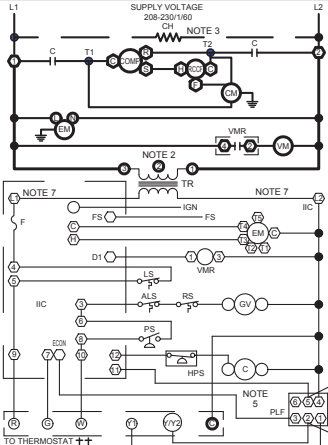 L1 SUPPLY VOLTAGE L2
208-230/1/60
CH NOTE 3
C T1 T2 C
1 C COMP R 2
S H RCCF C
F CM
L N
EM VMR
4 2 VM
NOTE 2
3 2 1
TR
NOTE 7 NOTE 7
L1 IGN IIC L2
F FS FS T5
C T4 EM C
H T3
T2 T1
D1 1 3
4 VMR
5 LS
ALS RS
IIC 3 GV
6
PS
8
ECON
9 7 10 12 C
11 HPS
NOTE
5 6 5 4
PLF 3 2 1
R G W Y1 Y/Y2 C
TO THERMOSTAT ††